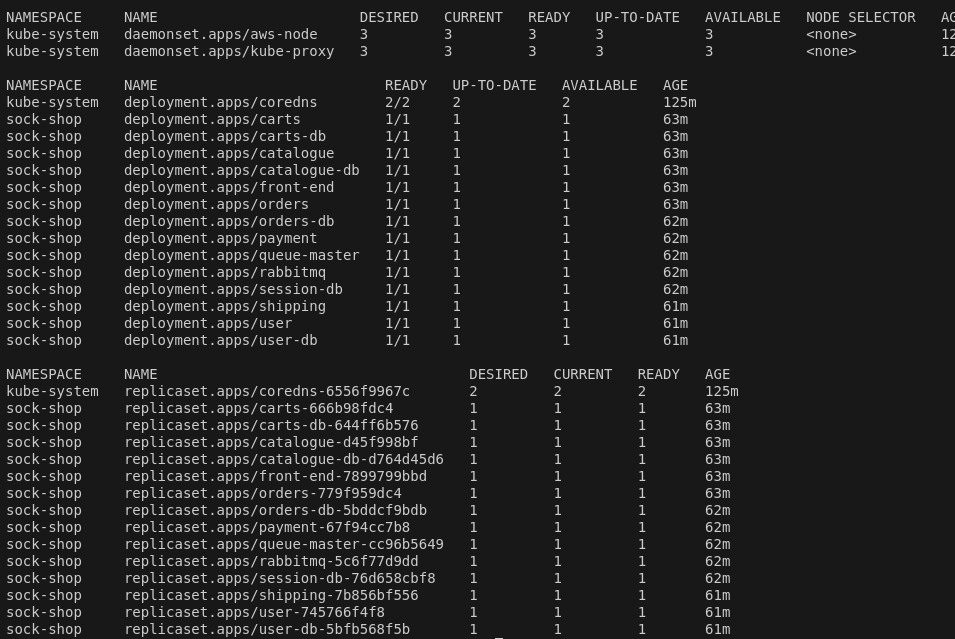 NAMESPACE NAME DESIRED CURRENT READY UP-TO-DATE AVAILABLE NODE SELECTOR
kube-system daemonset.apps/aws-node 3 3 3 3 3 <none>
kube-system daemonset.apps/kube-proxy 3 3 3 3 3 <none>
NAMESPACE NAME READY UP-TO-DATE AVAILABLE AGE
kube-system deployment.apps/coredns 2/2 2 2 125m
sock-shop deployment.apps/carts 1/1 1 1 63m
sock-shop deployment.apps/carts-db 1/1 1 1 63m
sock-shop deployment.apps/catalogue 1/1 1 1 63m
sock-shop deployment.apps/catalogue-db 1/1 1 1 63m
sock-shop deployment.apps/front-end 1/1 1 1 63m
sock-shop deployment.apps/orders 1/1 1 1 63m
sock-shop deployment.apps/orders-db 1/1 1 1 62m
sock-shop deployment.apps/payment 1/1 1 1 62m
sock-shop deployment.apps/queue-master 1/1 1 1 62m
sock-shop deployment.apps/rabbitmq 1/1 1 1 62m
sock-shop deployment.apps/session-db 1/1 1 1 62m
sock-shop deployment.apps/shipping 1/1 1 1 61m
sock-shop deployment.apps/user 1/1 1 1 61m
sock-shop deployment.apps/user-db 1/1 1 1 61m
NAMESPACE NAME DESIRED CURRENT READY AGE
kube-system replicaset.apps/coredns-6556f9967c 2 2 2 125m
sock-shop replicaset.apps/carts-666b98fdc4 1 1 1 63m
sock-shop replicaset.apps/carts-db-644ff6b576 1 1 1 63m
sock-shop replicaset.apps/catalogue-d45f998bf 1 1 1 63m
sock-shop replicaset.apps/catalogue-db-d764d45d6 1 1 1 63m
sock-shop replicaset.apps/front-end-7899799bbd 1 1 1 63m
sock-shop replicaset.apps/orders-779f959dc4 1 1 1 63m
sock-shop replicaset.apps/orders-db-5bddcf9bdb 1 1 1 62m
sock-shop replicaset.apps/payment-67f94cc7b8 1 1 1 62m
sock-shop replicaset.apps/queue-master-cc96b5649 1 1 1 62m
sock-shop replicaset.apps/rabbitmq-5c6f77d9dd 1 1 1 62m
sock-shop replicaset.apps/session-db-76d658cbf8 1 1 1 62m
sock-shop replicaset.apps/shipping-7b856bf556 1 1 1 61m
sock-shop replicaset.apps/user-745766f4f8 1 1 1 61m
sock-shop replicaset.apps/user-db-5bfb568f5b 1 1 1 61m